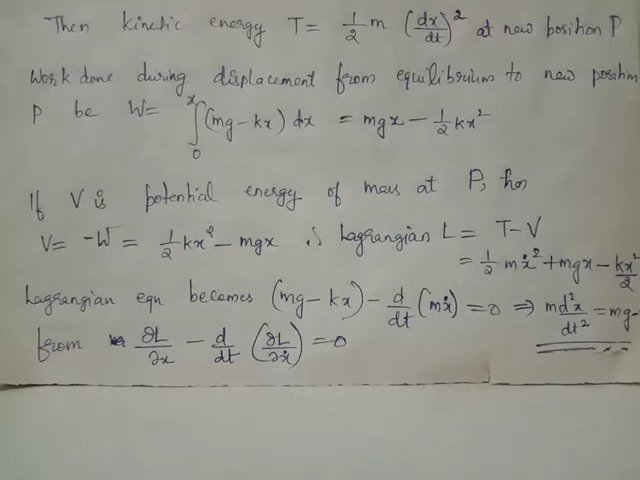 Then kinetic energy T = 1/2 m (dx/dt)² at new position P
Work done during displacement from equilibrium to new position
P be W = ∫₀ˣ (mg - kx) dx = mgx - 1/2 kx²
If V is potential energy of mass at P, then
V = -W = 1/2 kx² - mgx ∴ Lagrangian L = T - V
= 1/2 mẋ² + mgx - kx²/2
Lagrangian equn becomes (mg - kx) - d/dt (mẋ) = 0 ⇒ m d²x/dt² = mg -
from ∂L/∂x - d/dt (∂L/∂ẋ) = 0